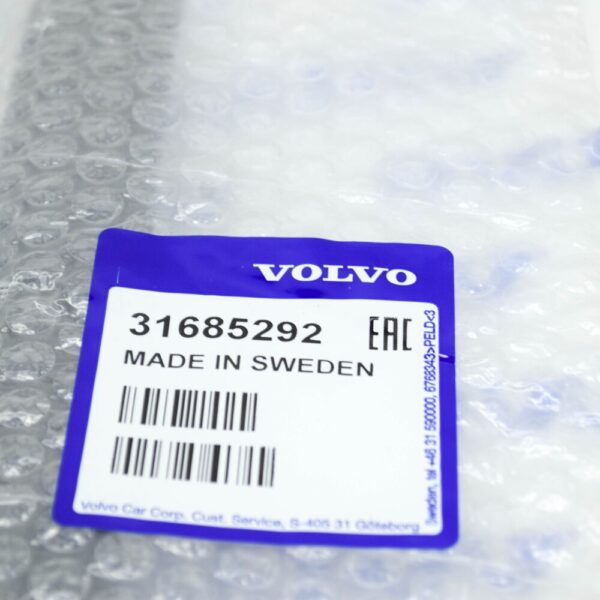 VOLVO
31685292 EAC
MADE IN SWEDEN
Volvo Car Corp. Cust. Service, S-405 31 Göteborg
Sweden, tel +46 31 590000, 6768343>PELD<3